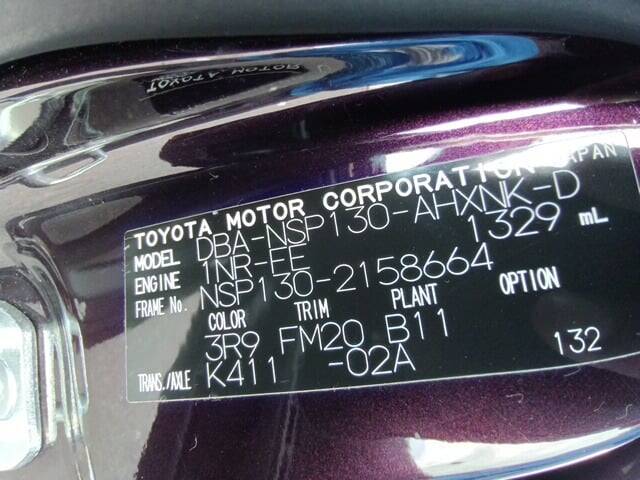 TOYOTA MOTOR CORPORATION JAPAN
MODEL DBA-NSP130-AHXNK-D
ENGINE 1NR-FE 1329 mL
FRAME No. NSP130-2158664
COLOR TRIM PLANT OPTION
3R9 FM20 B11
TRANS./AXLE K411 -02A 132